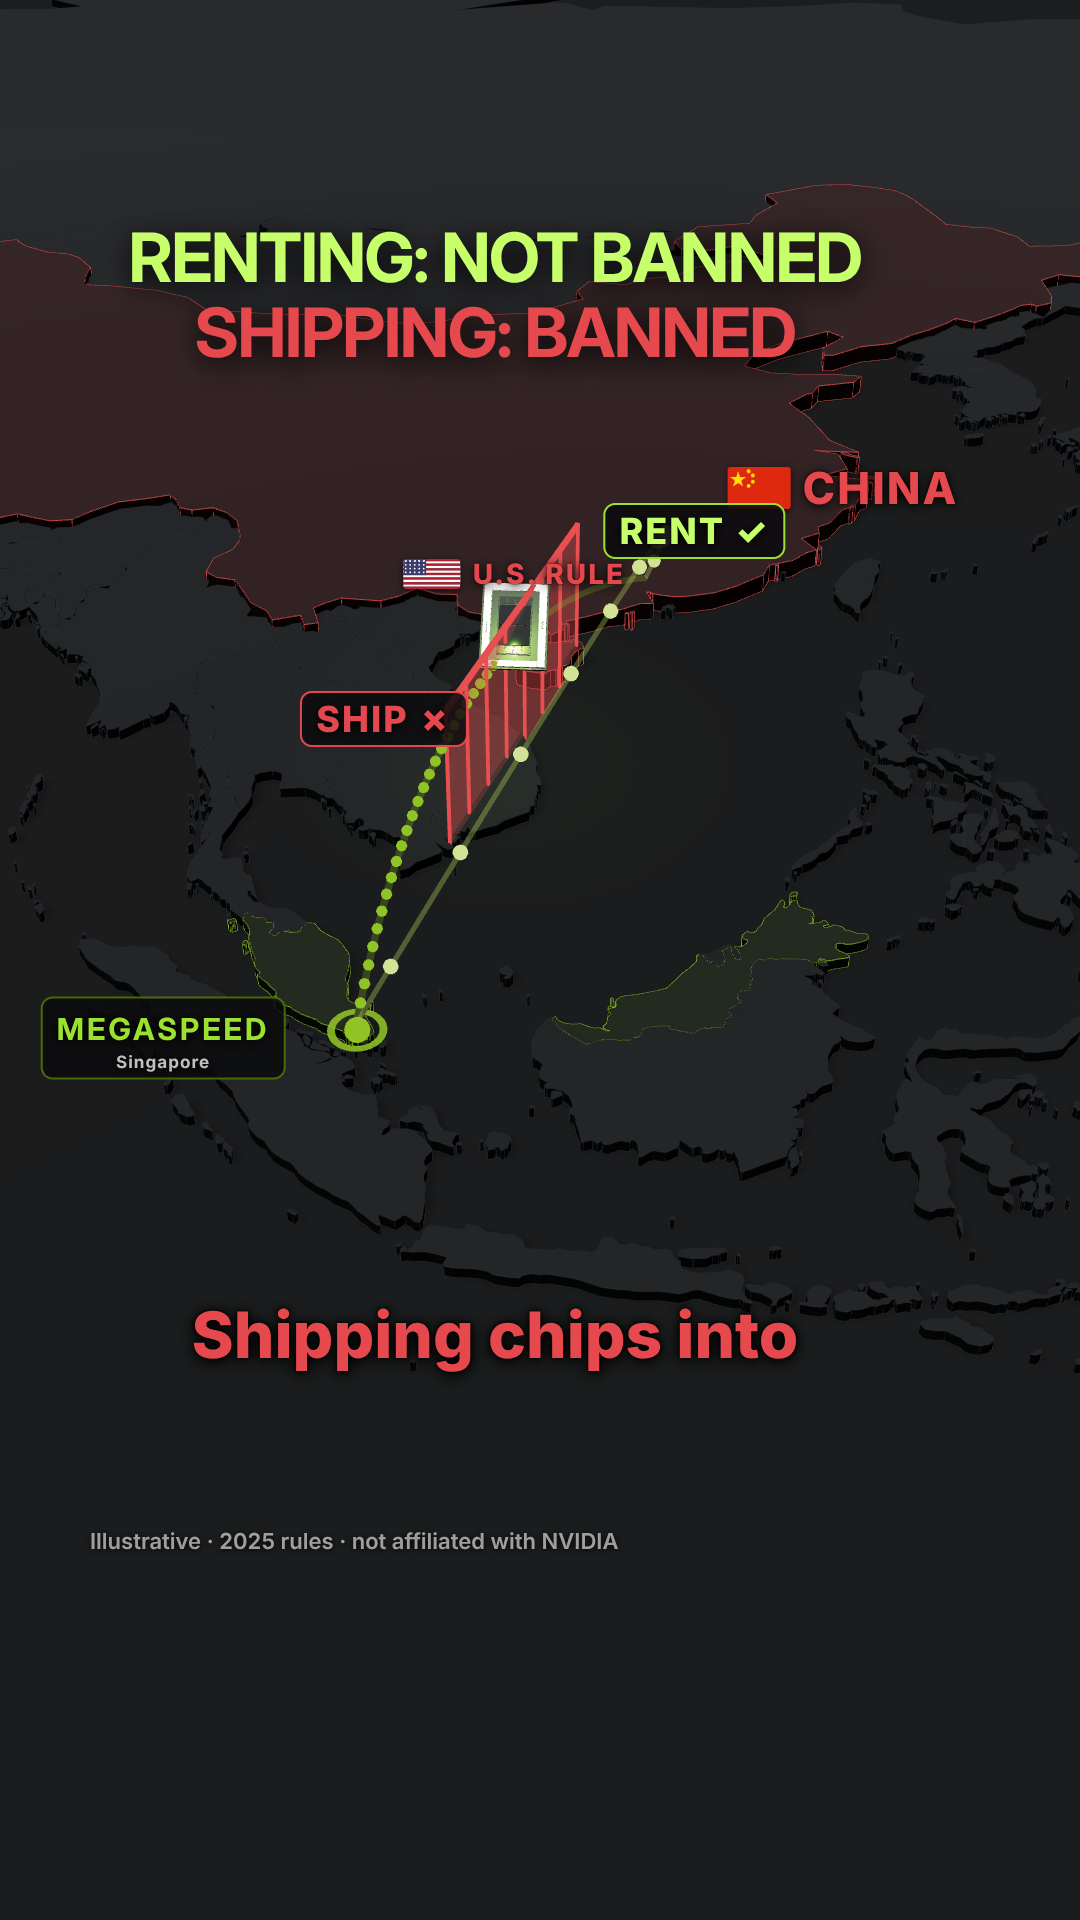 RENTING: NOT BANNED
SHIPPING: BANNED
CHINA
RENT ✓
U.S. RULE
SHIP ×
MEGASPEED
Singapore
Shipping chips into
Illustrative · 2025 rules · not affiliated with NVIDIA